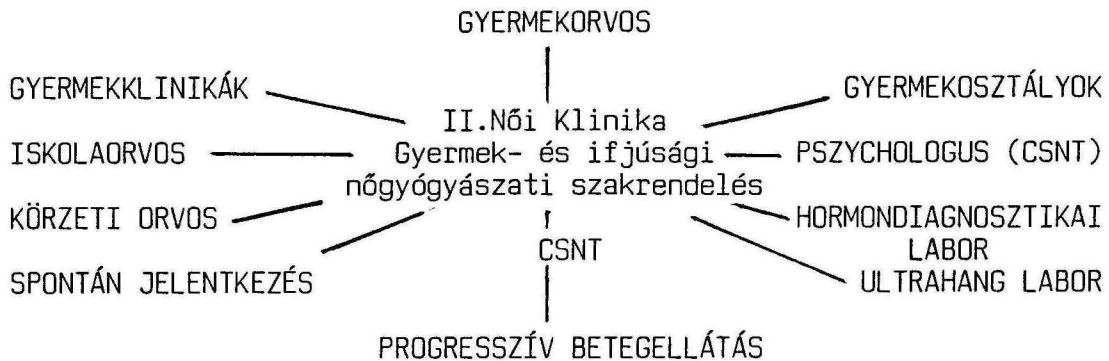 GYERMEKORVOS
GYERMEKKLINIKÁK
GYERMEKOSZTÁLYOK
II.Női Klinika
ISKOLAORVOS
Gyermek- és ifjúsági
PSZYCHOLOGUS (CSNT)
nőgyógyászati szakrendelés
KÖRZETI ORVOS
HORMONDIAGNOSZTIKAI
LABOR
CSNT
SPONTÁN JELENTKEZÉS
ULTRAHANG LABOR
PROGRESSZÍV BETEGELLÁTÁS